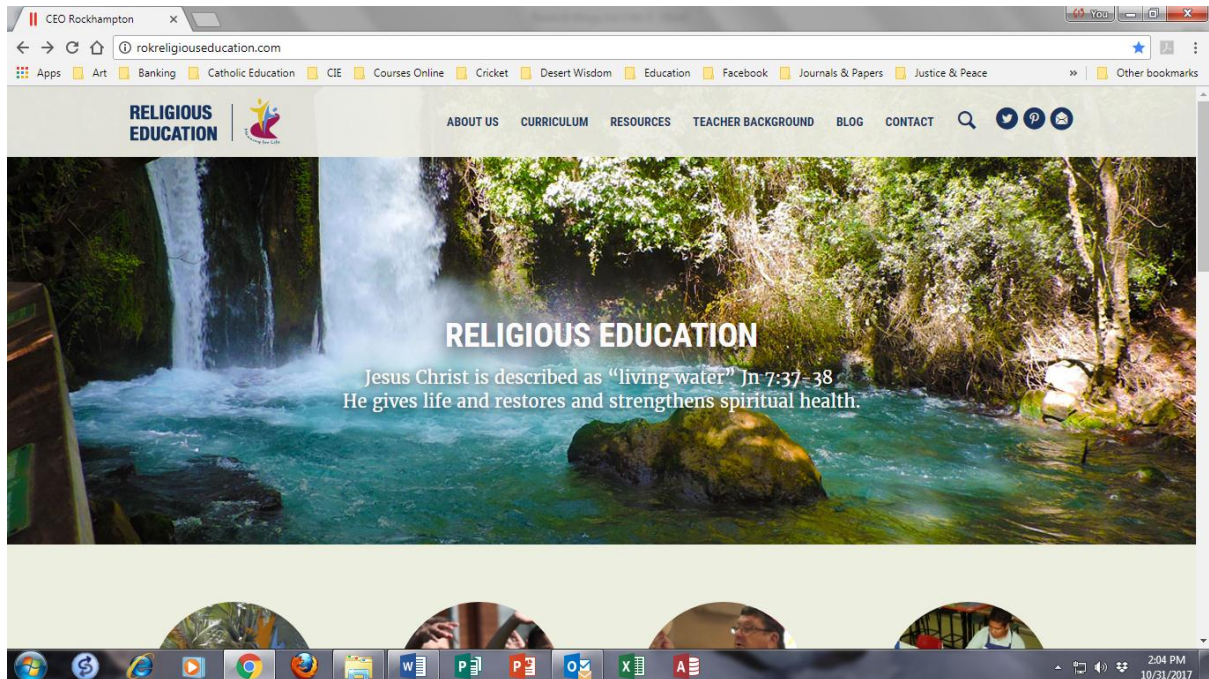 CEO Rockhampton
You
rokreligiouseducation.com
Apps Art Banking Catholic Education CIE Courses Online Cricket Desert Wisdom Education Facebook Journals & Papers Justice & Peace » Other bookmarks
RELIGIOUS
EDUCATION
ABOUT US CURRICULUM RESOURCES TEACHER BACKGROUND BLOG CONTACT
RELIGIOUS EDUCATION
Jesus Christ is described as “living water” Jn 7:37-38
He gives life and restores and strengthens spiritual health.
2:04 PM
10/31/2017